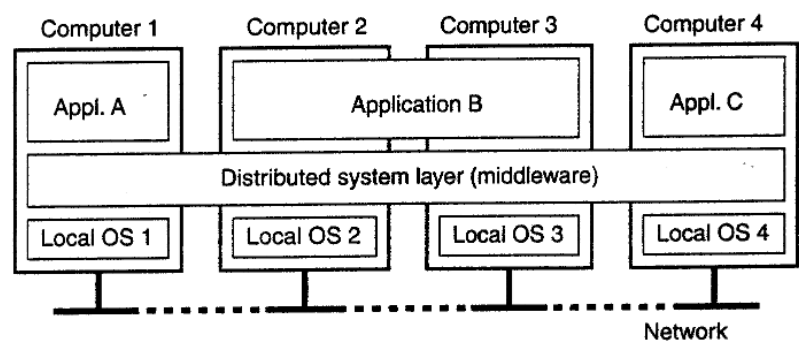 Computer 1 Computer 2 Computer 3 Computer 4
Appl. A Application B Appl. C
Distributed system layer (middleware)
Local OS 1 Local OS 2 Local OS 3 Local OS 4
Network